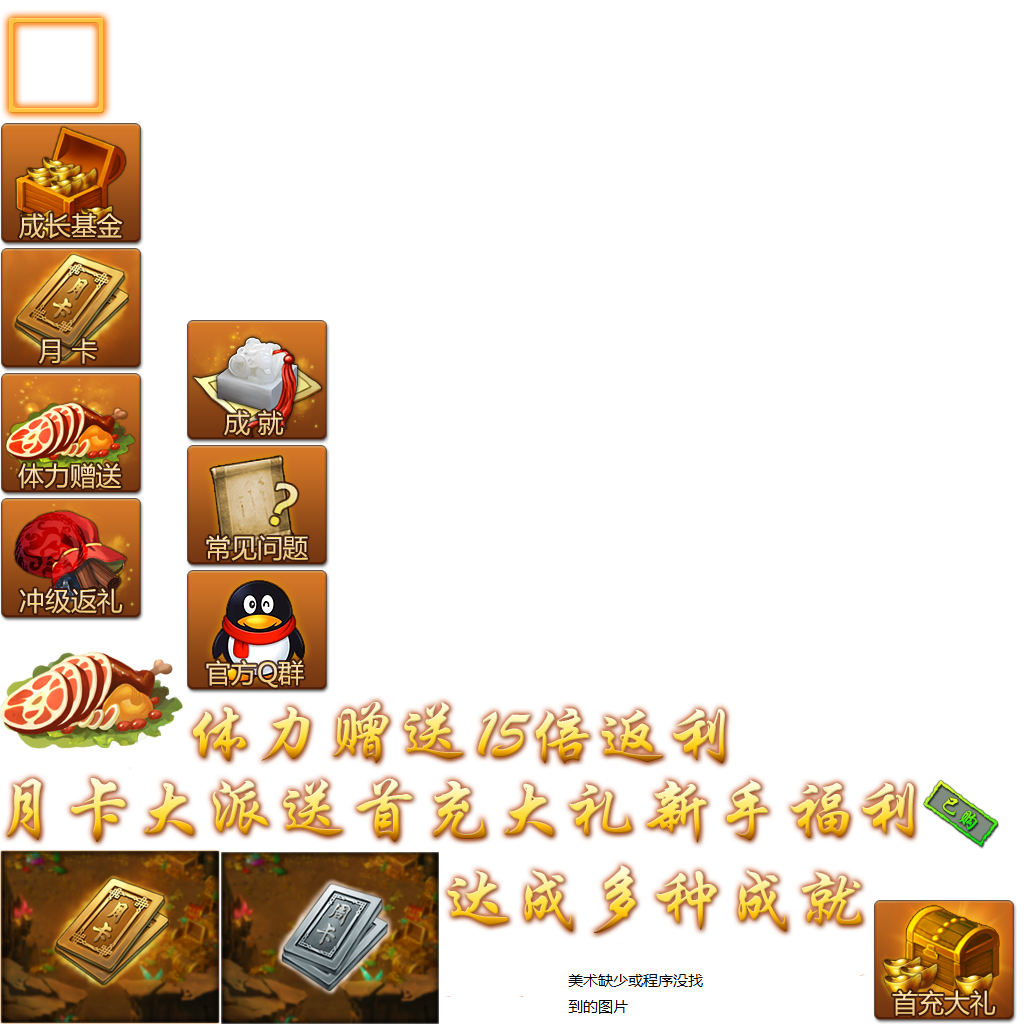 成长基金
月卡
月 卡
体力赠送
冲级返礼
成 就
常见问题
官方Q群
体力赠送15倍返利
月卡大派送首充大礼新手福利
已购
月卡
周卡
达成多种成就
首充大礼
美术缺少或程序没找
到的图片